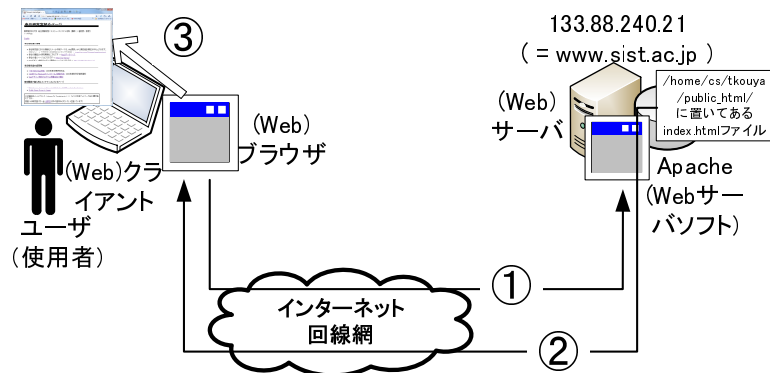 ③
133.88.240.21
( = www.sist.ac.jp )
(Web)
サーバ
/home/cs/tkouya
/public_html/
に置いてある
index.htmlファイル
(Web)
ブラウザ
(Web)クラ
イアント
ユーザ
(使用者)
Apache
(Webサー
バソフト)
①
インターネット
回線網
②